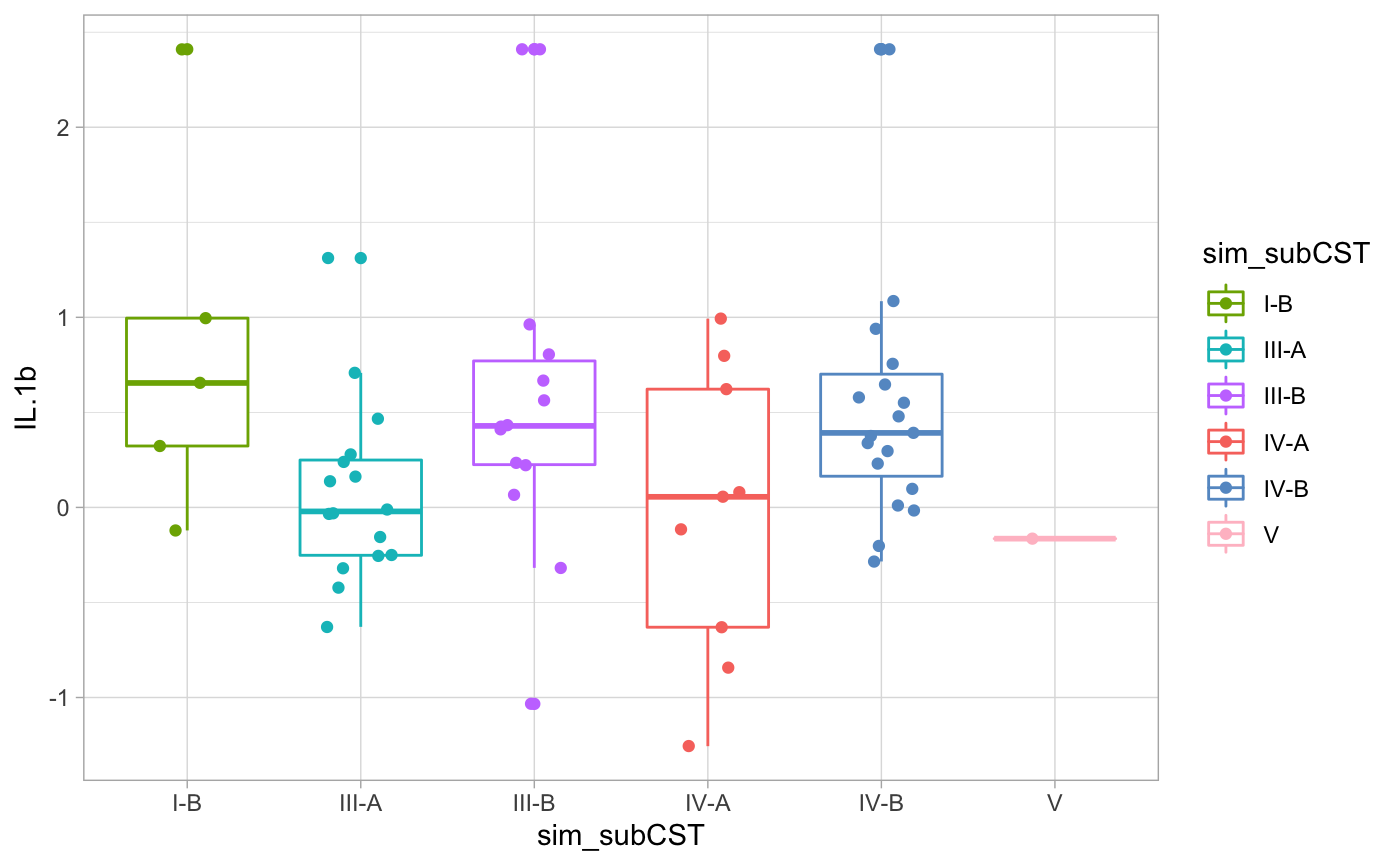 IL.1b
2
1
0
-1
I-B
III-A
III-B
IV-A
IV-B
V
sim_subCST
sim_subCST
I-B
III-A
III-B
IV-A
IV-B
V